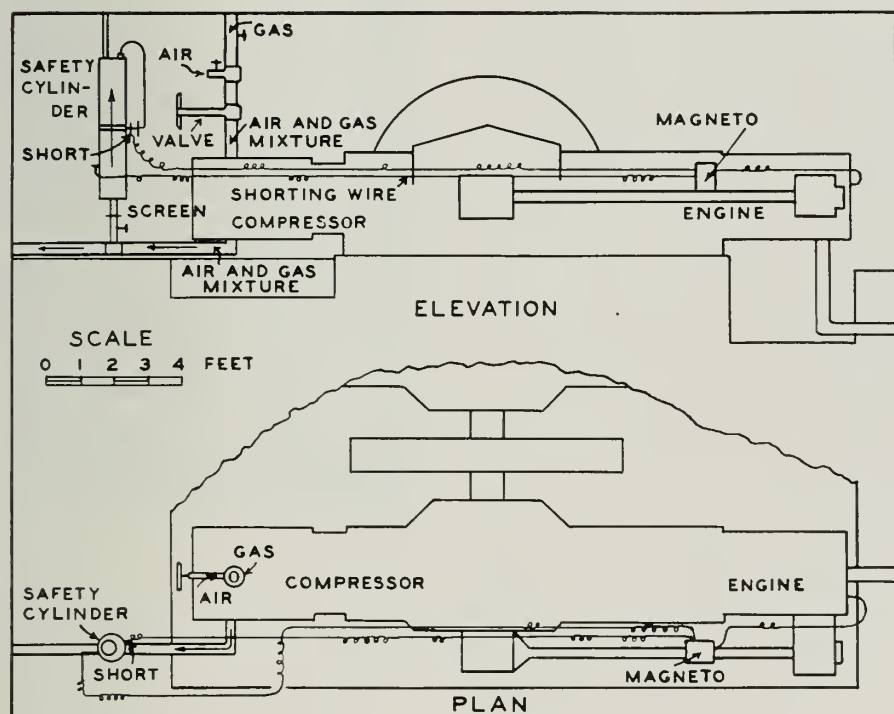 GAS
AIR
SAFETY
CYLIN-
DER
VALVE
AIR AND GAS
MIXTURE
MAGNETO
SHORT
SHORTING WIRE
SCREEN
COMPRESSOR
ENGINE
AIR AND GAS
MIXTURE
ELEVATION
SCALE
0 1 2 3 4 FEET
GAS
COMPRESSOR
ENGINE
AIR
SAFETY
CYLINDER
SHORT
MAGNETO
PLAN